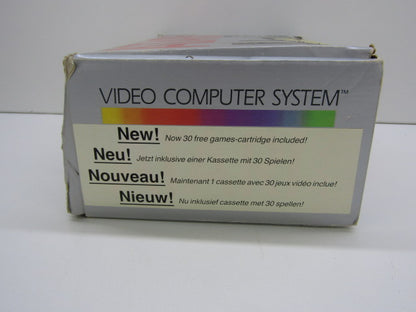 VIDEO COMPUTER SYSTEM™
New! Now 30 free games-cartridge included!
Neu! Jetzt inklusive einer Kassette mit 30 Spielen!
Nouveau! Maintenant 1 cassette avec 30 jeux vidéo inclue!
Nieuw! Nu inklusief cassette met 30 spellen!